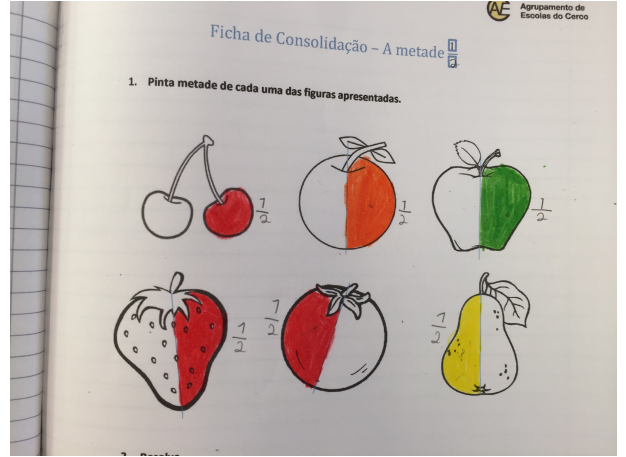 Agrupamento de
Escolas do Cerco
Ficha de Consolidação – A metade 1/2
1. Pinta metade de cada uma das figuras apresentadas.
1/2 1/2 1/2
1/2 1/2 1/2